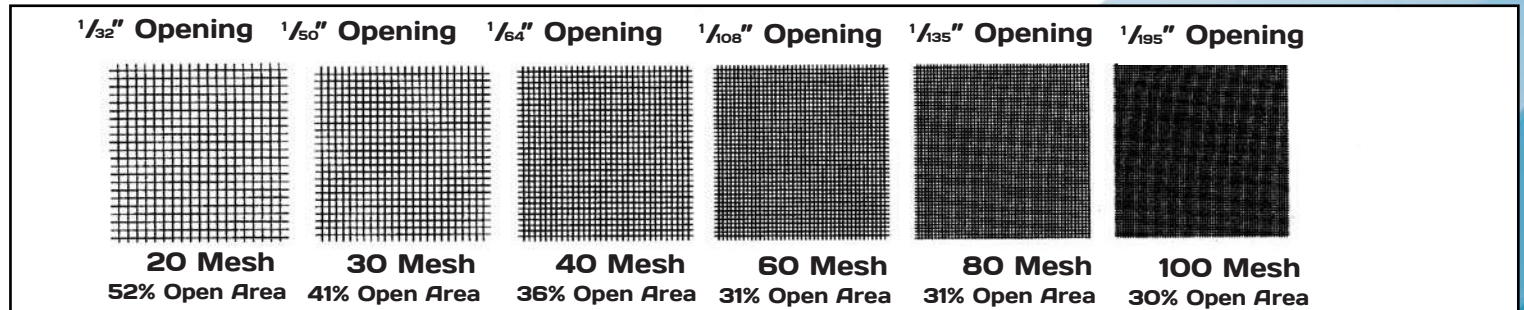 1/32" Opening 1/50" Opening 1/64" Opening 1/108" Opening 1/135" Opening 1/195" Opening
20 Mesh 30 Mesh 40 Mesh 60 Mesh 80 Mesh 100 Mesh
52% Open Area 41% Open Area 36% Open Area 31% Open Area 31% Open Area 30% Open Area